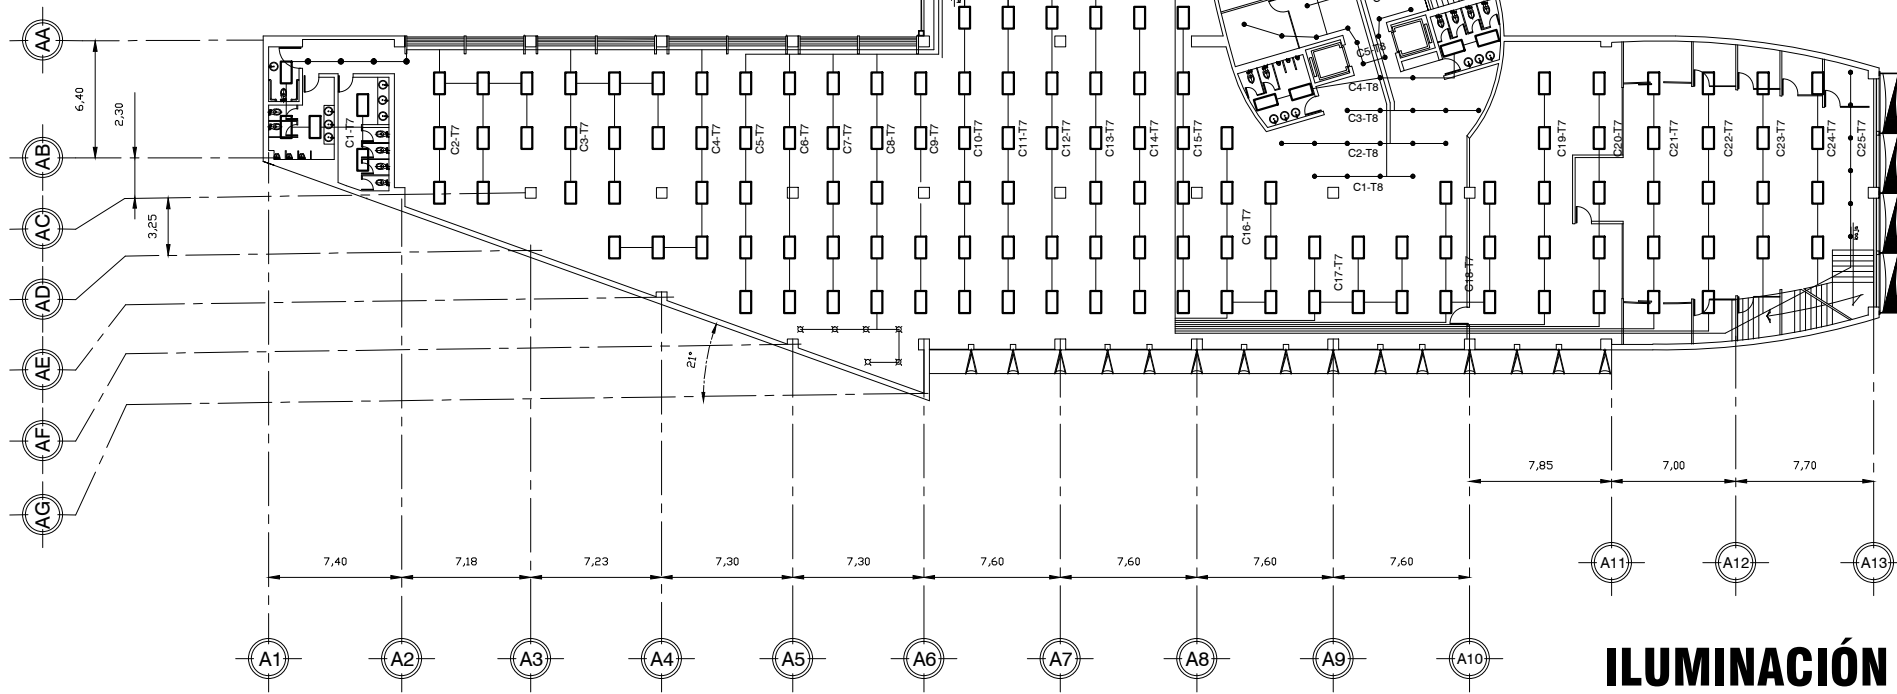 AA
AB
AC
AD
AE
AF
AG
6,40
2,30
3,25
21°
C1-T7
C2-T7
C3-T7
C4-T7
C5-T7
C6-T7
C7-T7
C8-T7
C9-T7
C10-T7
C11-T7
C12-T7
C13-T7
C14-T7
C15-T7
C16-T7
C17-T7
C18-T7
C19-T7
C20-T7
C21-T7
C22-T7
C23-T7
C24-T7
C25-T7
C5-T8
C4-T8
C3-T8
C2-T8
C1-T8
7,85
7,00
7,70
7,40
7,18
7,23
7,30
7,30
7,60
7,60
7,60
7,60
A11
A12
A13
A1
A2
A3
A4
A5
A6
A7
A8
A9
A10
ILUMINACIÓN